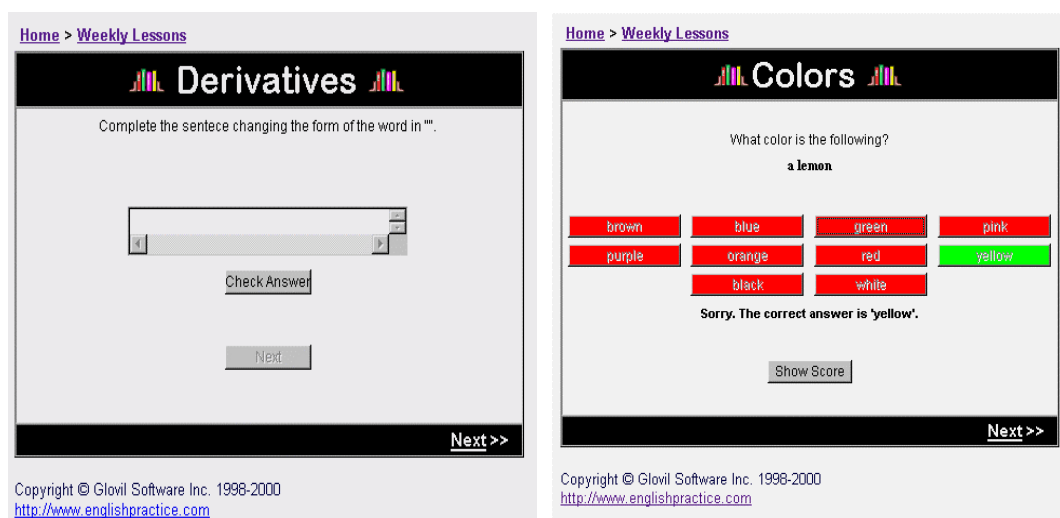 Home > Weekly Lessons
Derivatives
Complete the sentece changing the form of the word in "".
Check Answer
Next
Next >>
Copyright © Glovil Software Inc. 1998-2000
http://www.englishpractice.com
Home > Weekly Lessons
Colors
What color is the following?
a lemon
brown blue green pink
purple orange red yellow
black white
Sorry. The correct answer is 'yellow'.
Show Score
Next >>
Copyright © Glovil Software Inc. 1998-2000
http://www.englishpractice.com